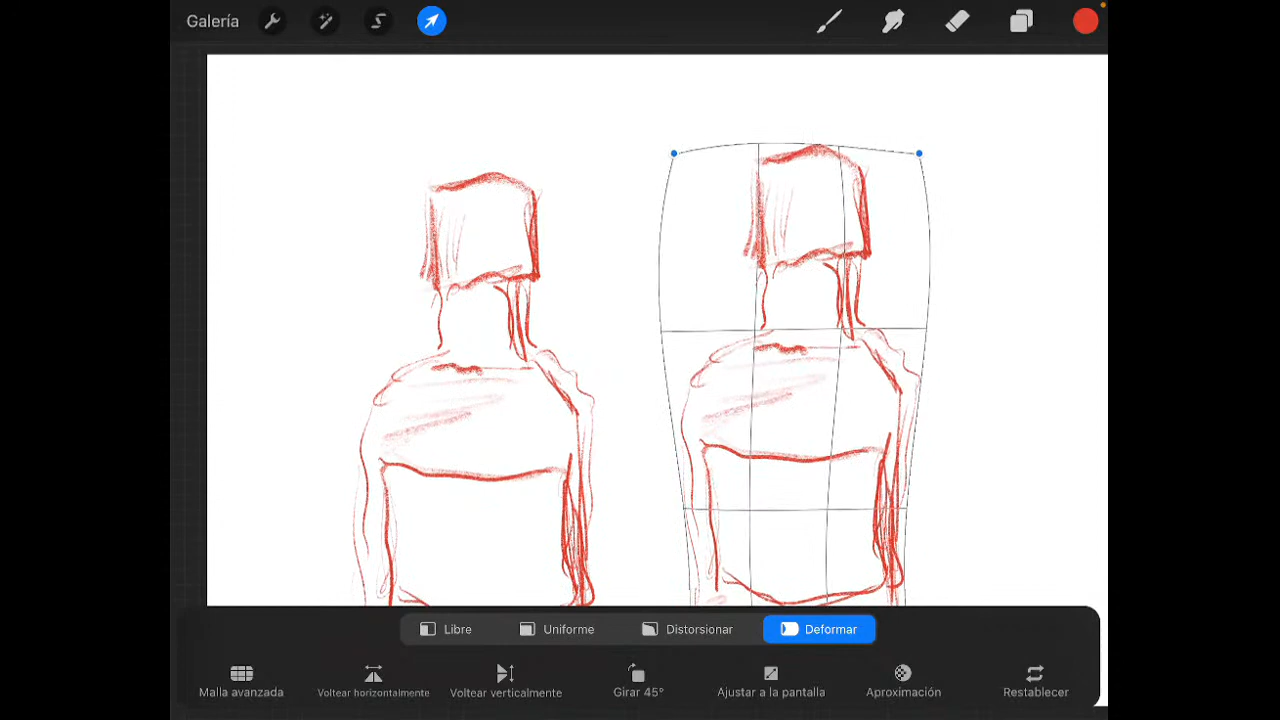 Galería
Libre Uniforme Distorsionar Deformar
Malla avanzada Voltear horizontalmente Voltear verticalmente Girar 45° Ajustar a la pantalla Aproximación Restablecer